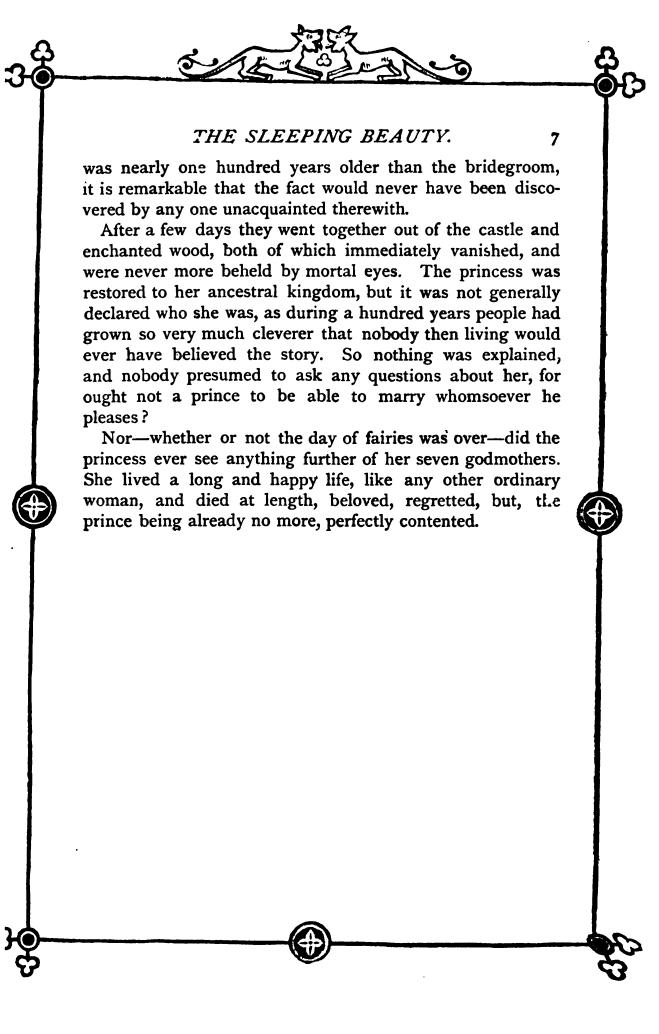 THE SLEEPING BEAUTY. 7
was nearly one hundred years older than the bridegroom,
it is remarkable that the fact would never have been disco-
vered by any one unacquainted therewith.
After a few days they went together out of the castle and
enchanted wood, both of which immediately vanished, and
were never more beheld by mortal eyes. The princess was
restored to her ancestral kingdom, but it was not generally
declared who she was, as during a hundred years people had
grown so very much cleverer that nobody then living would
ever have believed the story. So nothing was explained,
and nobody presumed to ask any questions about her, for
ought not a prince to be able to marry whomsoever he
pleases?
Nor—whether or not the day of fairies was over—did the
princess ever see anything further of her seven godmothers.
She lived a long and happy life, like any other ordinary
woman, and died at length, beloved, regretted, but, the
prince being already no more, perfectly contented.